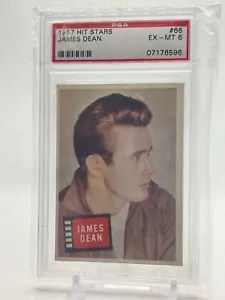 PSA
1957 HIT STARS #66
JAMES DEAN EX-MT 6
07176596
JAMES
DEAN